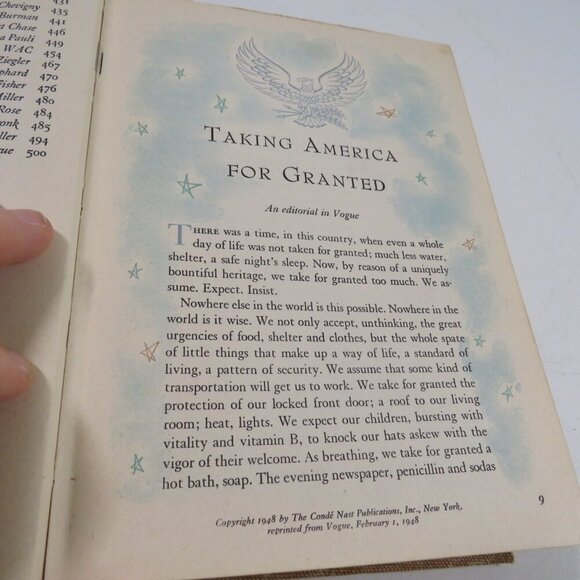 431
Chevigny 435
Burman 441
t Chase 446
a Pauli 449
WAC 454
Ziegler 467
phard 470
Fisher 476
Miller 480
Rose 484
onk 485
ller 494
ue 500
TAKING AMERICA
FOR GRANTED
An editorial in Vogue
THERE was a time, in this country, when even a whole
day of life was not taken for granted; much less water,
shelter, a safe night's sleep. Now, by reason of a uniquely
bountiful heritage, we take for granted too much. We as-
sume. Expect. Insist.
Nowhere else in the world is this possible. Nowhere in the
world is it wise. We not only accept, unthinking, the great
urgencies of food, shelter and clothes, but the whole spate
of little things that make up a way of life, a standard of
living, a pattern of security. We assume that some kind of
transportation will get us to work. We take for granted the
protection of our locked front door; a roof to our living
room; heat, lights. We expect our children, bursting with
vitality and vitamin B, to knock our hats askew with the
vigor of their welcome. As breathing, we take for granted a
hot bath, soap. The evening newspaper, penicillin and sodas
Copyright 1948 by The Condé Nast Publications, Inc., New York.
reprinted from Vogue, February 1, 1948
9